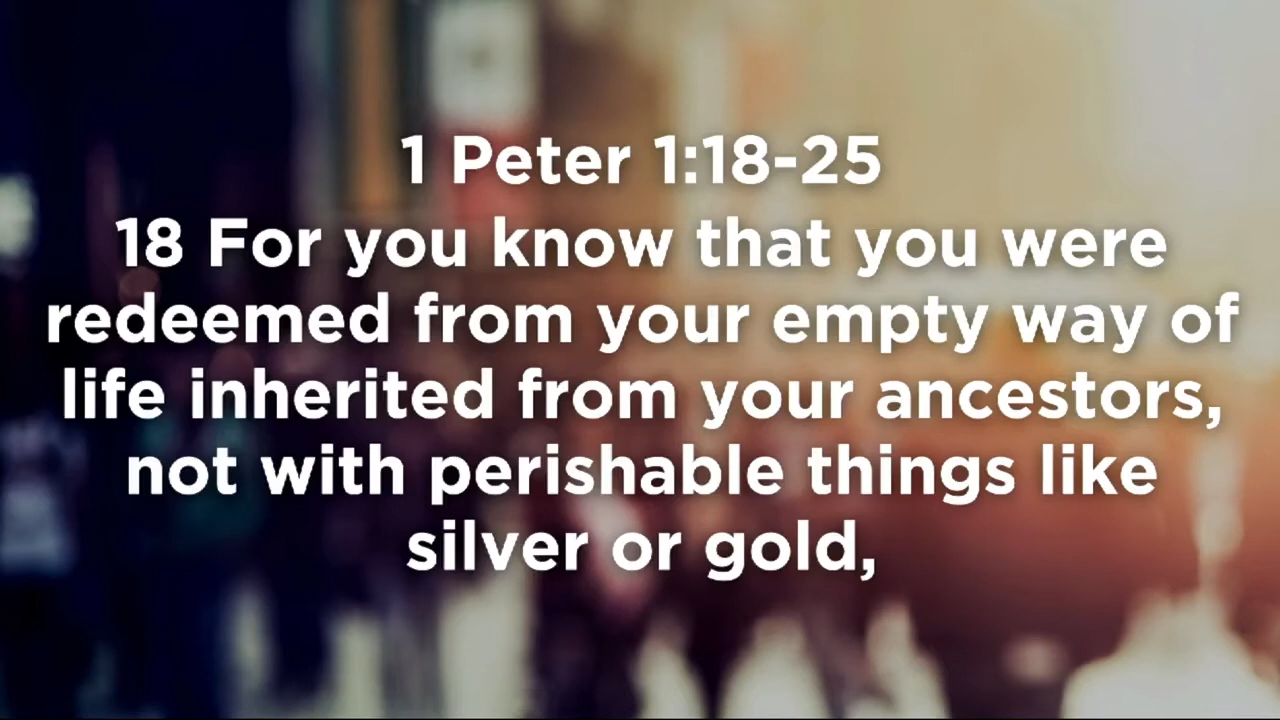 1 Peter 1:18-25
18 For you know that you were
redeemed from your empty way of
life inherited from your ancestors,
not with perishable things like
silver or gold,